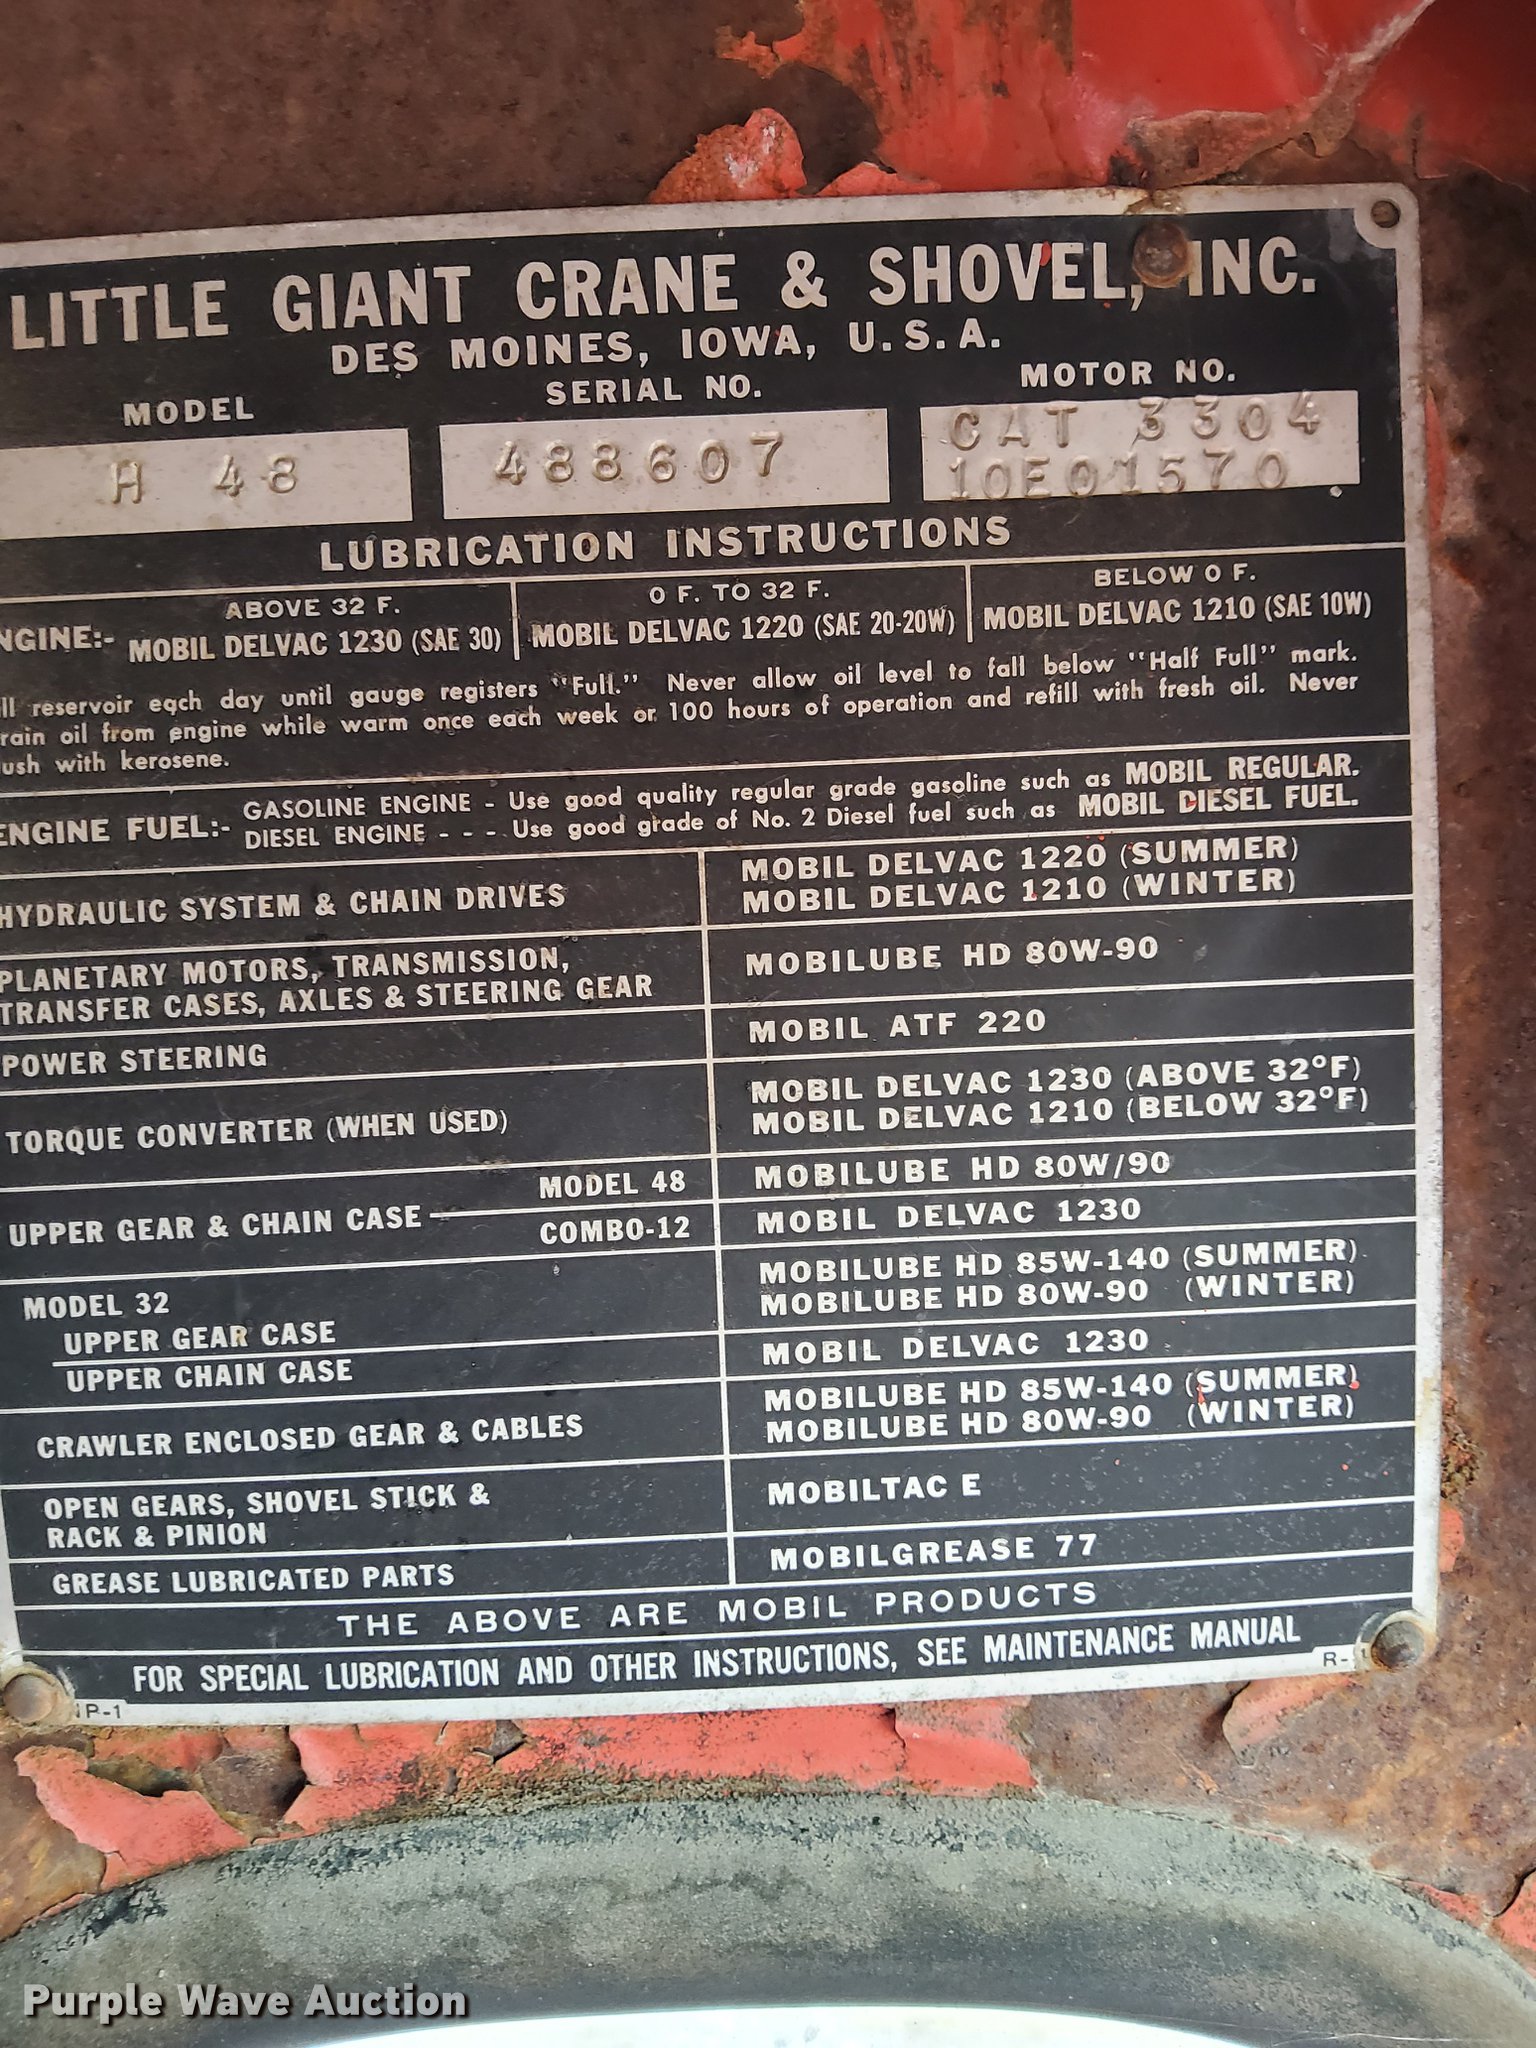 LITTLE GIANT CRANE & SHOVEL, INC.
DES MOINES, IOWA, U.S.A.
MODEL SERIAL NO. MOTOR NO.
H 48 488607 CAT 3304
10E01570
LUBRICATION INSTRUCTIONS
ABOVE 32 F. 0 F. TO 32 F. BELOW 0 F.
NGINE:- MOBIL DELVAC 1230 (SAE 30) MOBIL DELVAC 1220 (SAE 20-20W) MOBIL DELVAC 1210 (SAE 10W)
ll reservoir each day until gauge registers "Full." Never allow oil level to fall below "Half Full" mark.
rain oil from engine while warm once each week or 100 hours of operation and refill with fresh oil. Never
ush with kerosene.
ENGINE FUEL:- GASOLINE ENGINE - Use good quality regular grade gasoline such as MOBIL REGULAR.
DIESEL ENGINE - - - Use good grade of No. 2 Diesel fuel such as MOBIL DIESEL FUEL.
HYDRAULIC SYSTEM & CHAIN DRIVES MOBIL DELVAC 1220 (SUMMER)
MOBIL DELVAC 1210 (WINTER)
PLANETARY MOTORS, TRANSMISSION,
TRANSFER CASES, AXLES & STEERING GEAR MOBILUBE HD 80W-90
POWER STEERING MOBIL ATF 220
TORQUE CONVERTER (WHEN USED) MOBIL DELVAC 1230 (ABOVE 32°F)
MOBIL DELVAC 1210 (BELOW 32°F)
UPPER GEAR & CHAIN CASE MODEL 48 MOBILUBE HD 80W/90
COMBO-12 MOBIL DELVAC 1230
MODEL 32
UPPER GEAR CASE MOBILUBE HD 85W-140 (SUMMER)
MOBILUBE HD 80W-90 (WINTER)
UPPER CHAIN CASE MOBIL DELVAC 1230
CRAWLER ENCLOSED GEAR & CABLES MOBILUBE HD 85W-140 (SUMMER)
MOBILUBE HD 80W-90 (WINTER)
OPEN GEARS, SHOVEL STICK &
RACK & PINION MOBILTAC E
GREASE LUBRICATED PARTS MOBILGREASE 77
THE ABOVE ARE MOBIL PRODUCTS
FOR SPECIAL LUBRICATION AND OTHER INSTRUCTIONS, SEE MAINTENANCE MANUAL
Purple Wave Auction